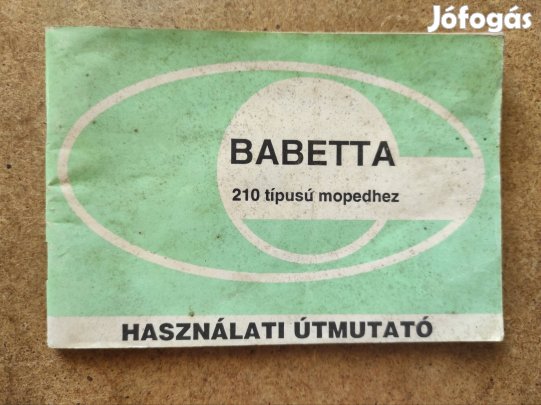 Jófogás
BABETTA
210 típusú mopedhez
HASZNÁLATI ÚTMUTATÓ